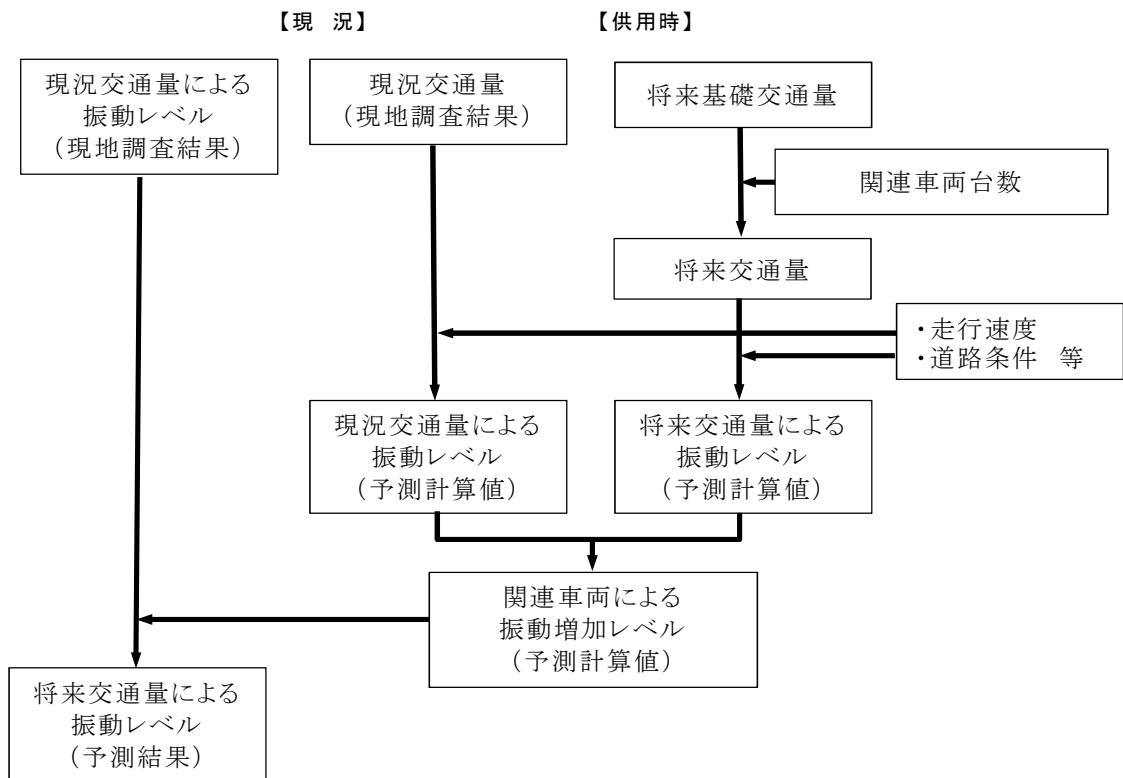 【現　況】
【供用時】
現況交通量による
振動レベル
（現地調査結果）
現況交通量
（現地調査結果）
将来基礎交通量
関連車両台数
将来交通量
・走行速度
・道路条件　等
現況交通量による
振動レベル
（予測計算値）
将来交通量による
振動レベル
（予測計算値）
関連車両による
振動増加レベル
（予測計算値）
将来交通量による
振動レベル
（予測結果）